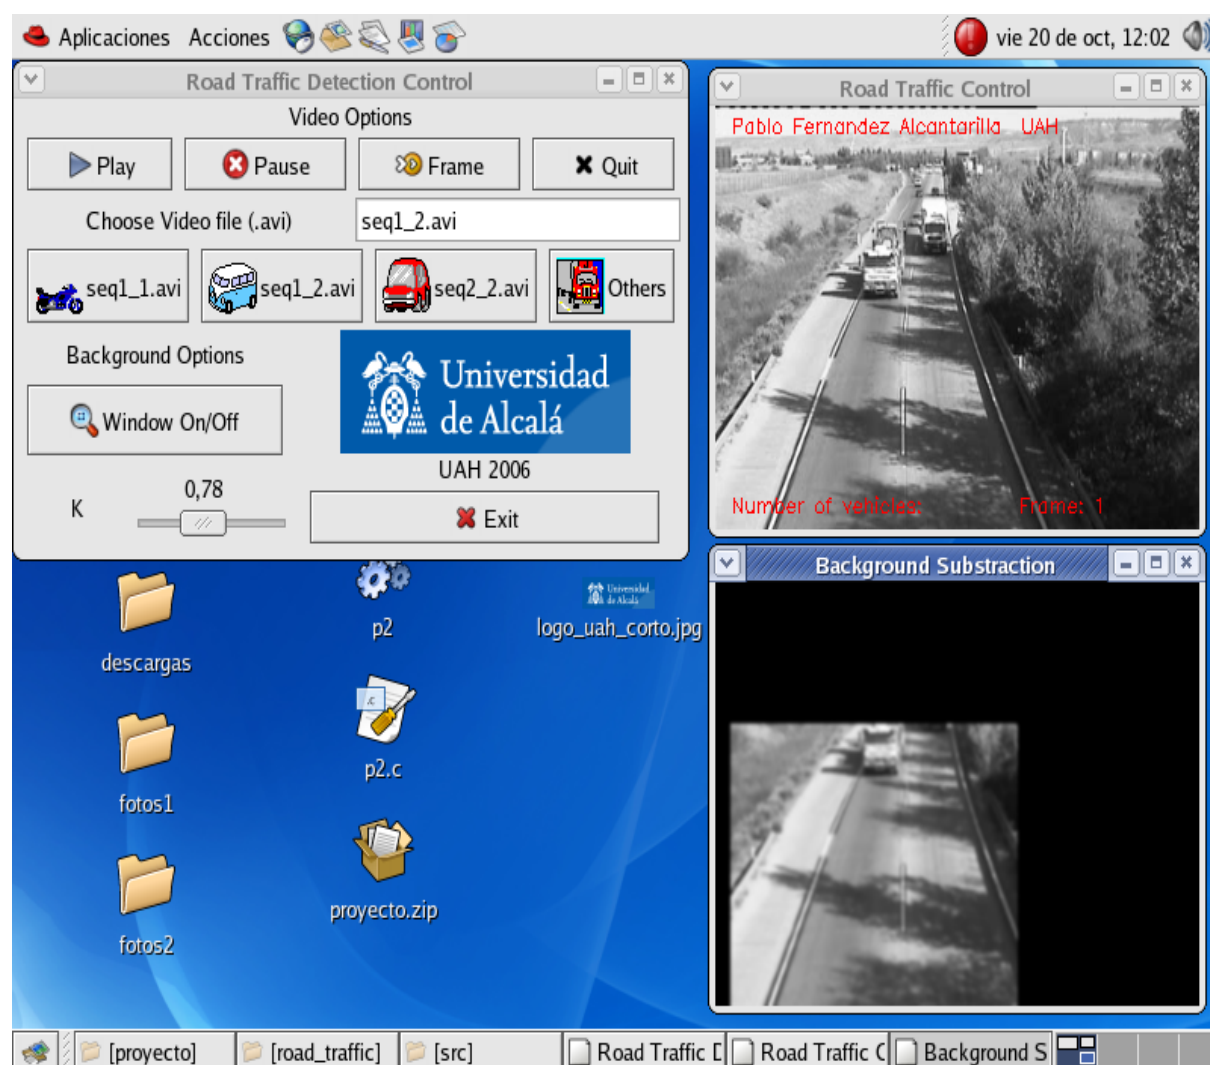 Aplicaciones Acciones vie 20 de oct, 12:02
Road Traffic Detection Control
Video Options
Play Pause Frame Quit
Choose Video file (.avi) seq1_2.avi
seq1_1.avi seq1_2.avi seq2_2.avi Others
Background Options
Universidad
de Alcalá
Window On/Off
UAH 2006
K 0,78
Exit
Road Traffic Control
Pablo Fernandez Alcantarilla UAH
Number of vehicles: Frame: 1
Background Substraction
descargas
p2
Universidad
de Alcalá
logo_uah_corto.jpg
fotos1
p2.c
fotos2
proyecto.zip
[proyecto] [road_traffic] [src] Road Traffic D Road Traffic C Background S